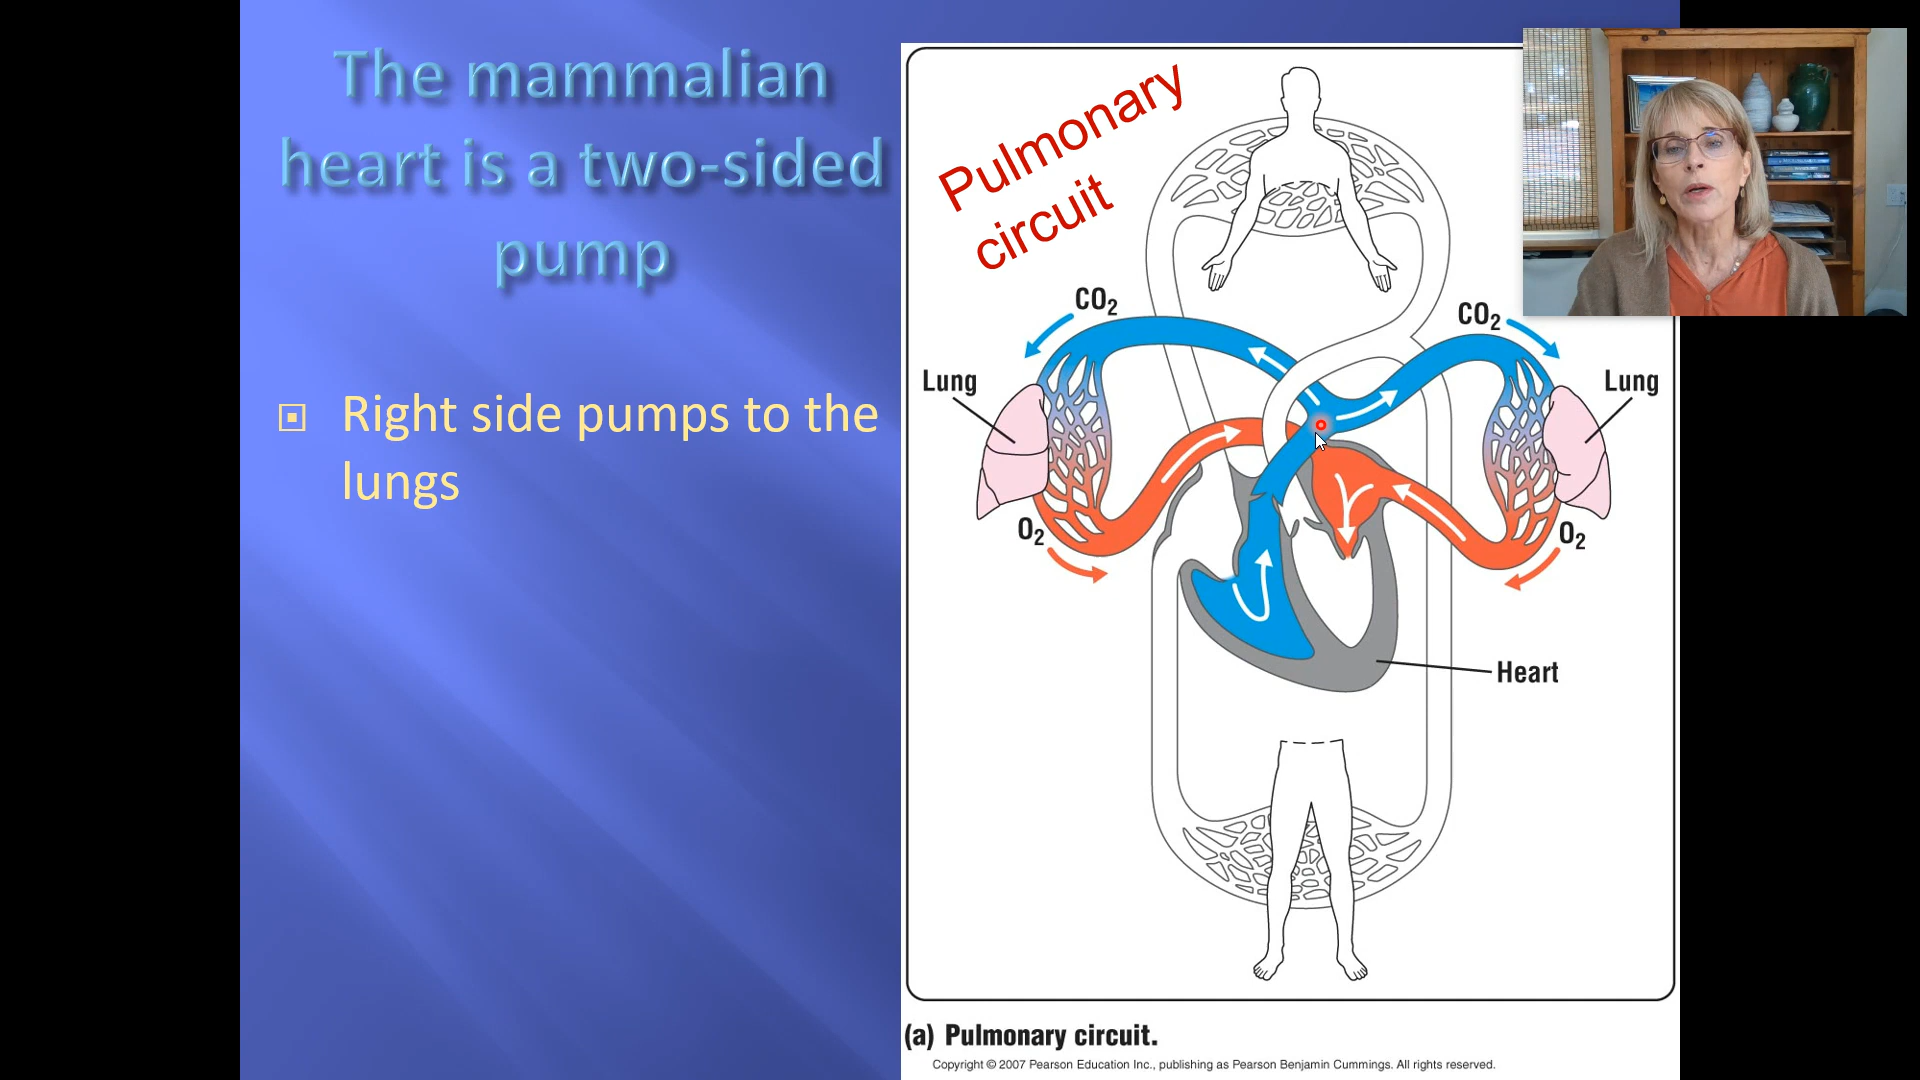 The mammalian
heart is a two-sided
pump
Right side pumps to the
lungs
Pulmonary
circuit
CO2
CO2
Lung
Lung
O2
O2
Heart
(a) Pulmonary circuit.
Copyright © 2007 Pearson Education Inc., publishing as Pearson Benjamin Cummings. All rights reserved.